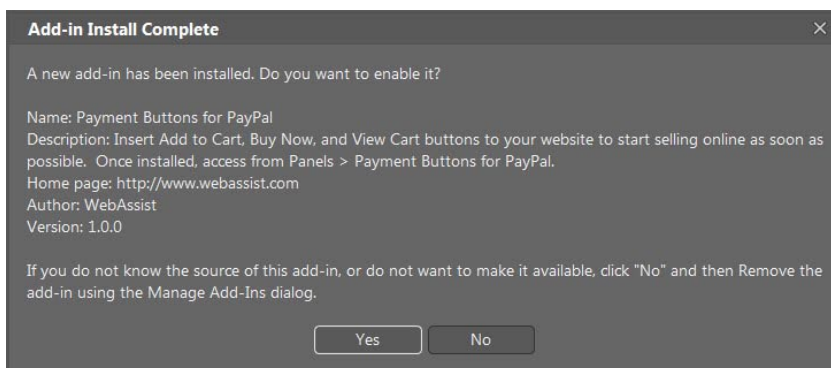 Add-in Install Complete
A new add-in has been installed. Do you want to enable it?
Name: Payment Buttons for PayPal
Description: Insert Add to Cart, Buy Now, and View Cart buttons to your website to start selling online as soon as
possible.  Once installed, access from Panels > Payment Buttons for PayPal.
Home page: http://www.webassist.com
Author: WebAssist
Version: 1.0.0
If you do not know the source of this add-in, or do not want to make it available, click "No" and then Remove the
add-in using the Manage Add-Ins dialog.
Yes
No